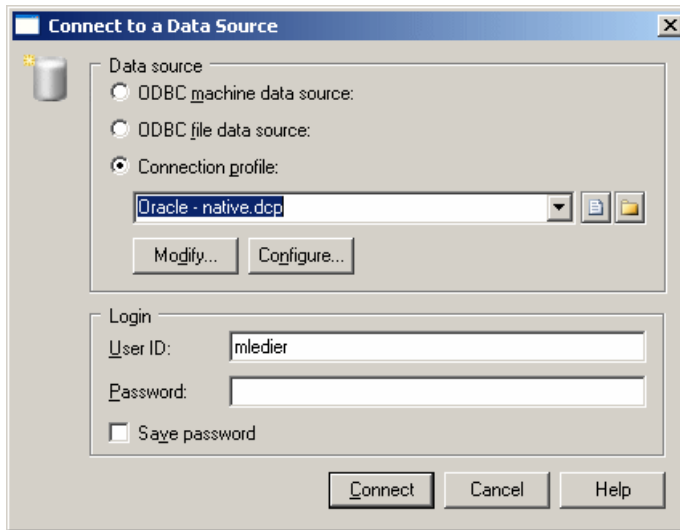 Connect to a Data Source
Data source
ODBC machine data source:
ODBC file data source:
Connection profile:
Oracle - native.dcp
Modify... Configure...
Login
User ID: mledier
Password:
Save password
Connect Cancel Help